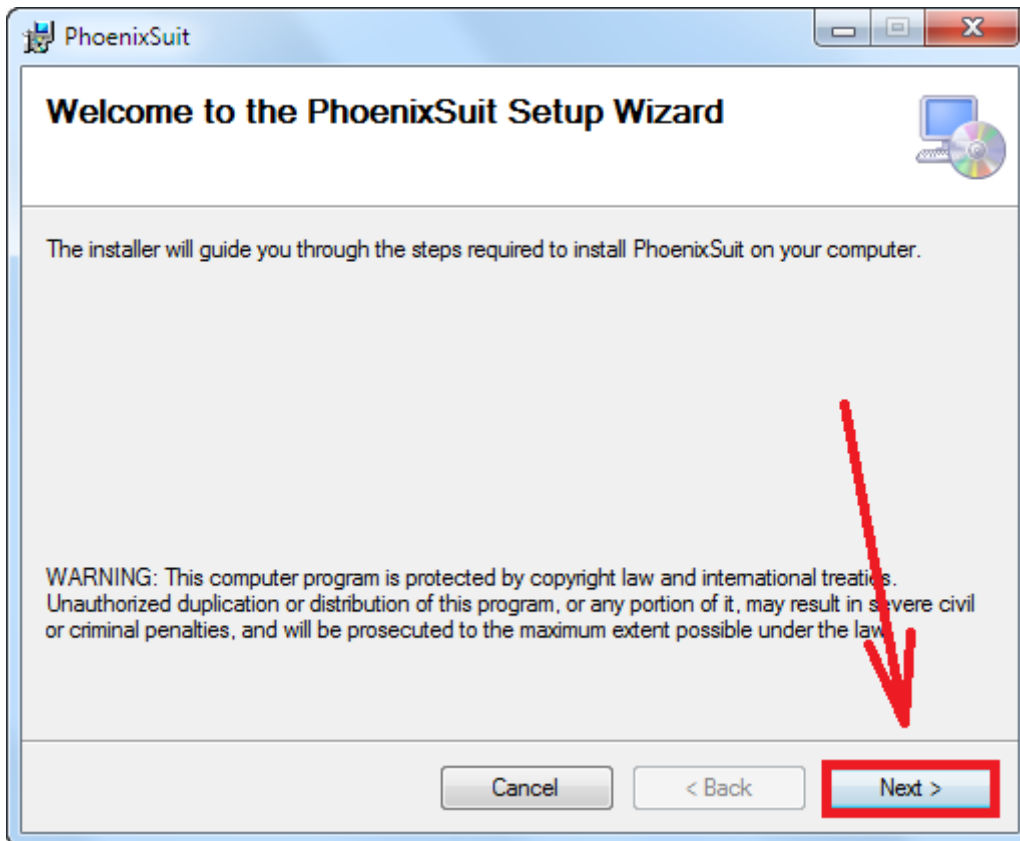 PhoenixSuit
Welcome to the PhoenixSuit Setup Wizard
The installer will guide you through the steps required to install PhoenixSuit on your computer.
WARNING: This computer program is protected by copyright law and international treaties.
Unauthorized duplication or distribution of this program, or any portion of it, may result in severe civil
or criminal penalties, and will be prosecuted to the maximum extent possible under the law.
Cancel
< Back
Next >